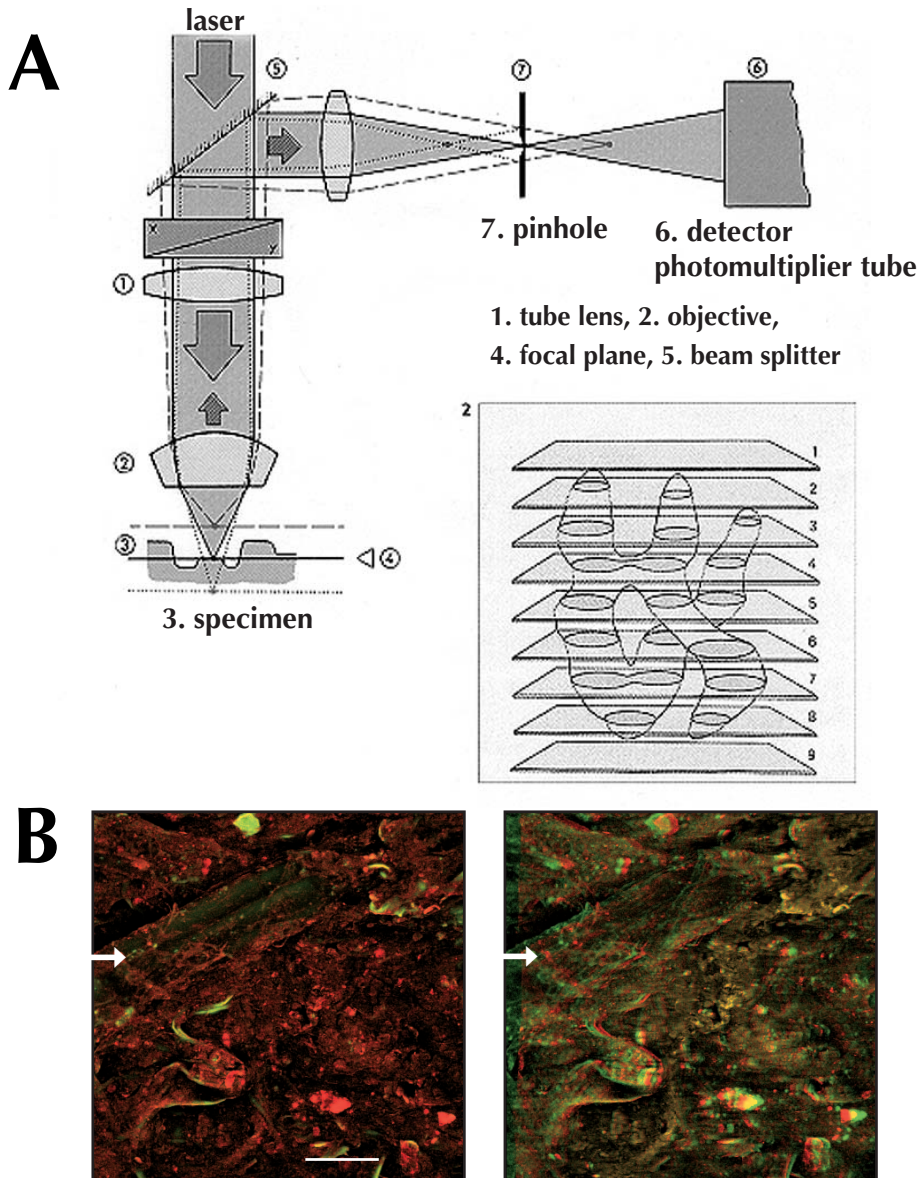 A
laser
5
7
6
X
Y
7. pinhole
6. detector
photomultiplier tube
1
1. tube lens, 2. objective,
4. focal plane, 5. beam splitter
2
2
1
2
3
4
5
6
7
8
9
3
4
3. specimen
B